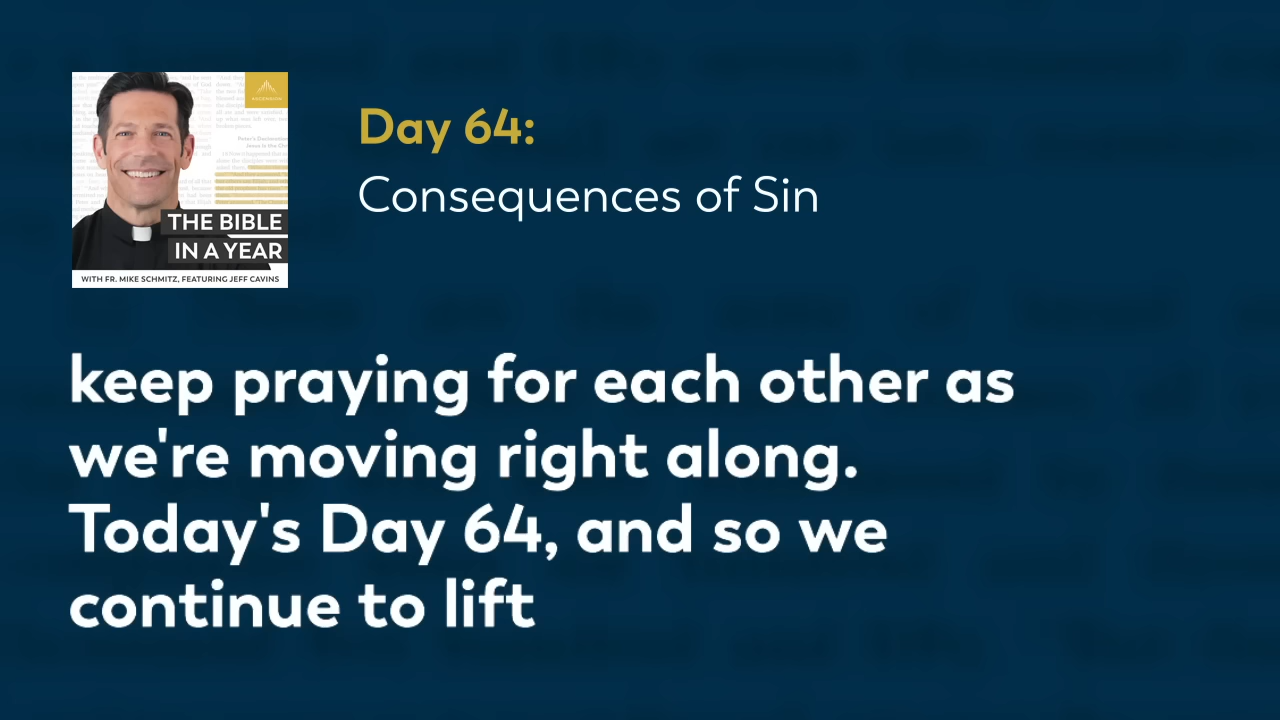 ASCENSION
THE BIBLE
IN A YEAR
WITH FR. MIKE SCHMITZ, FEATURING JEFF CAVINS
Day 64:
Consequences of Sin
keep praying for each other as
we're moving right along.
Today's Day 64, and so we
continue to lift